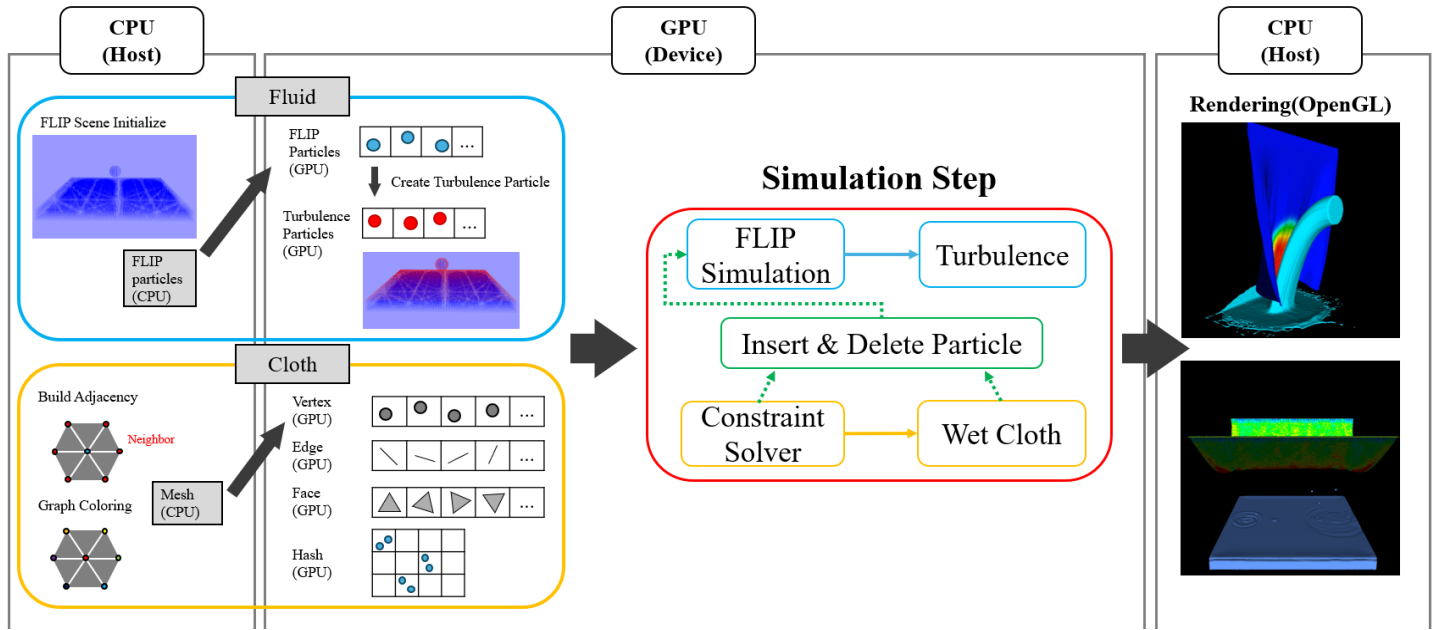 CPU
(Host)
GPU
(Device)
CPU
(Host)
Fluid
FLIP Scene Initialize
FLIP
particles
(CPU)
FLIP
Particles
(GPU)
...
Create Turbulence Particle
Turbulence
Particles
(GPU)
...
Cloth
Build Adjacency
Neighbor
Graph Coloring
Mesh
(CPU)
Vertex
(GPU)
...
Edge
(GPU)
...
Face
(GPU)
...
Hash
(GPU)
Simulation Step
FLIP
Simulation
Turbulence
Insert & Delete Particle
Constraint
Solver
Wet Cloth
Rendering(OpenGL)